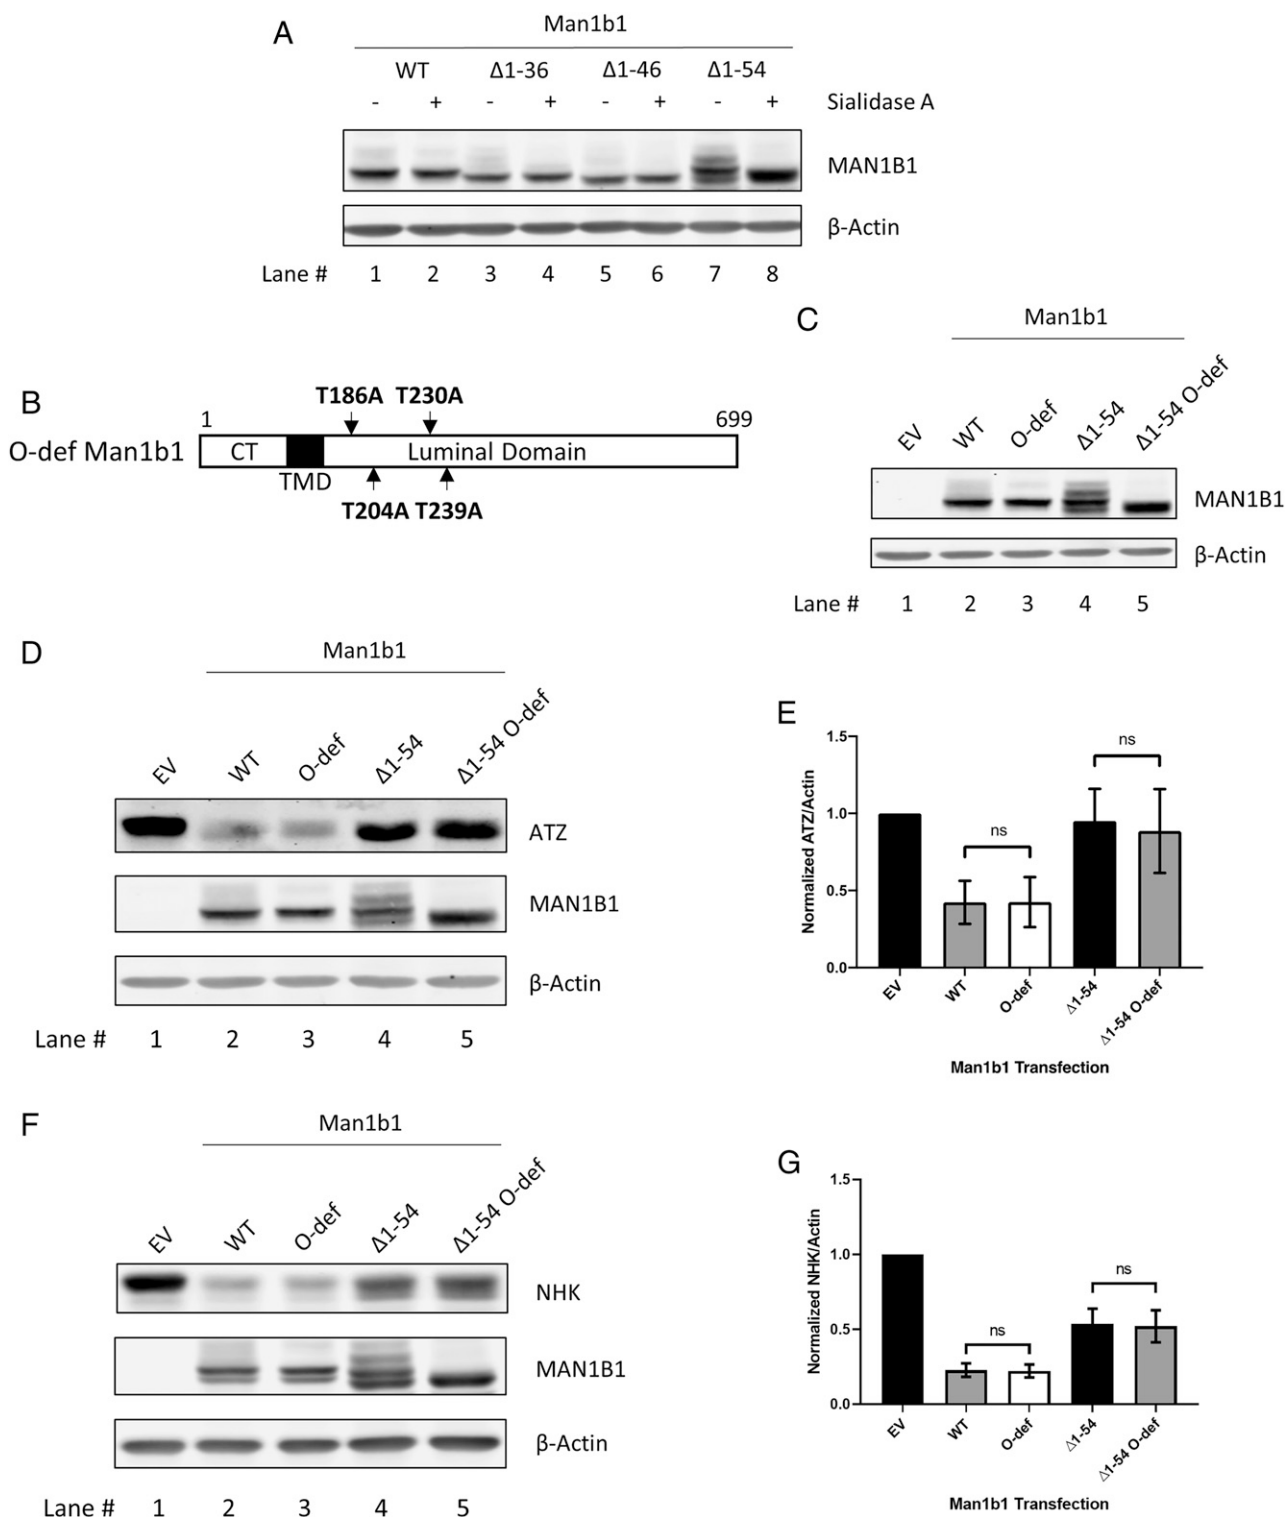 A
Man1b1
WT Δ1-36 Δ1-46 Δ1-54
- + - + - + - + Sialidase A
MAN1B1
β-Actin
Lane # 1 2 3 4 5 6 7 8
B
T186A T230A
1 699
O-def Man1b1 CT Luminal Domain
TMD
T204A T239A
C
Man1b1
EV WT O-def Δ1-54 Δ1-54 O-def
MAN1B1
β-Actin
Lane # 1 2 3 4 5
D
Man1b1
EV WT O-def Δ1-54 Δ1-54 O-def
ATZ
MAN1B1
β-Actin
Lane # 1 2 3 4 5
E
Normalized ATZ/Actin
1.5
1.0
0.5
0.0
ns
ns
EV WT O-def Δ1-54 Δ1-54 O-def
Man1b1 Transfection
F
Man1b1
EV WT O-def Δ1-54 Δ1-54 O-def
NHK
MAN1B1
β-Actin
Lane # 1 2 3 4 5
G
Normalized NHK/Actin
1.5
1.0
0.5
0.0
ns
ns
EV WT O-def Δ1-54 Δ1-54 O-def
Man1b1 Transfection